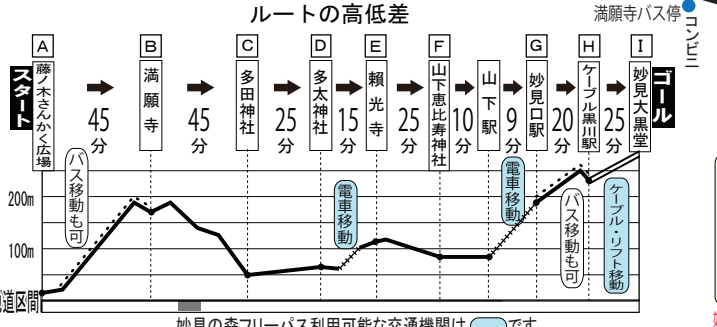 ルートの高低差
満願寺バス停
コンビニ
A B C D E F G H I
スタート
藤ノ木さんかく広場
45分
満願寺
45分
多田神社
25分
多太神社
15分
頼光寺
25分
山下恵比寿神社
10分
山下駅
9分
妙見口駅
20分
ケーブル黒川駅
25分
妙見大黒堂
ゴール
バス移動も可
電車移動
電車移動
バス移動も可
ケーブル・リフト移動
200m
100m
道区間
妙見の森フリーパス利用可能な交通機関は です